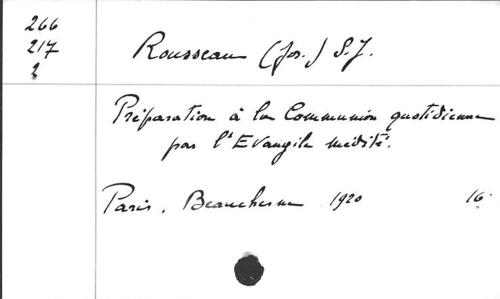 266
217
2
Rousseau (Jos.) S.J.
Préparation à la Communion quotidienne
par l'Evangile médité.
Paris, Beauchesne 1920 16°